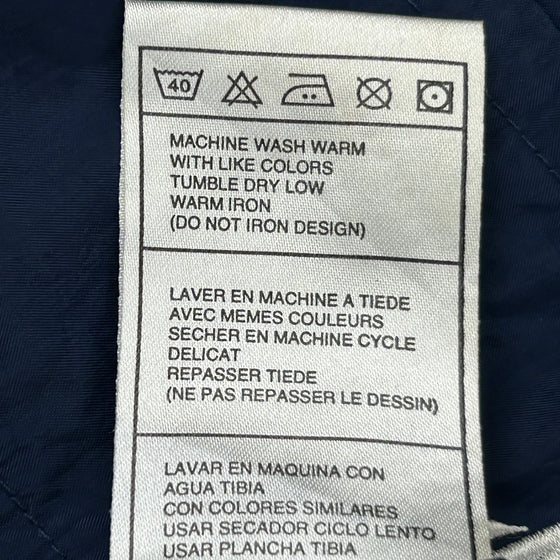 40
MACHINE WASH WARM
WITH LIKE COLORS
TUMBLE DRY LOW
WARM IRON
(DO NOT IRON DESIGN)
LAVER EN MACHINE A TIEDE
AVEC MEMES COULEURS
SECHER EN MACHINE CYCLE
DELICAT
REPASSER TIEDE
(NE PAS REPASSER LE DESSIN)
LAVAR EN MAQUINA CON
AGUA TIBIA
CON COLORES SIMILARES
USAR SECADOR CICLO LENTO
USAR PLANCHA TIBIA